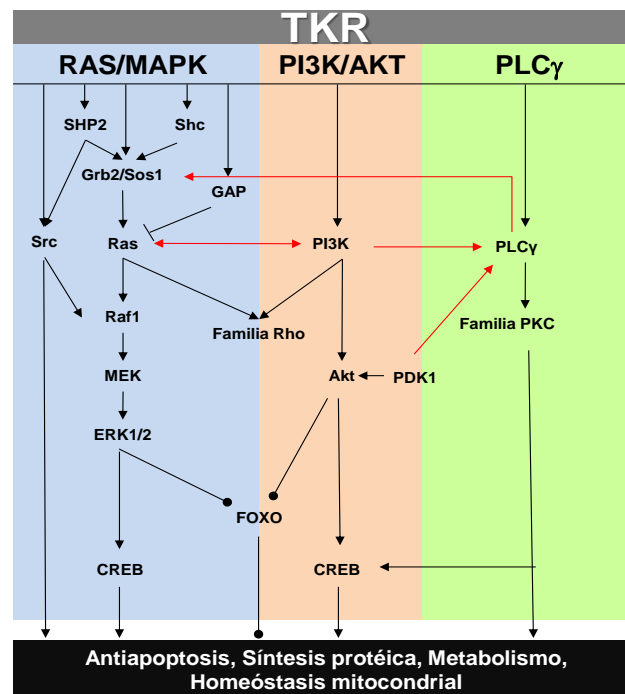 TKR
RAS/MAPK PI3K/AKT PLCγ
SHP2 Shc
Grb2/Sos1
GAP
Src Ras PI3K PLCγ
Raf1 Familia PKC
Familia Rho
MEK Akt PDK1
ERK1/2
FOXO
CREB CREB
Antiapoptosis, Síntesis protéica, Metabolismo,
Homeóstasis mitocondrial